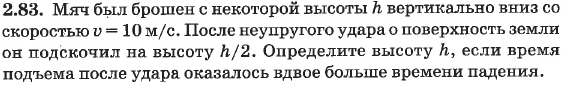 2.83. Мяч был брошен с некоторой высоты h вертикально вниз со
скоростью v = 10 м/с. После неупругого удара о поверхность земли
он подскочил на высоту h/2. Определите высоту h, если время
подъема после удара оказалось вдвое больше времени падения.